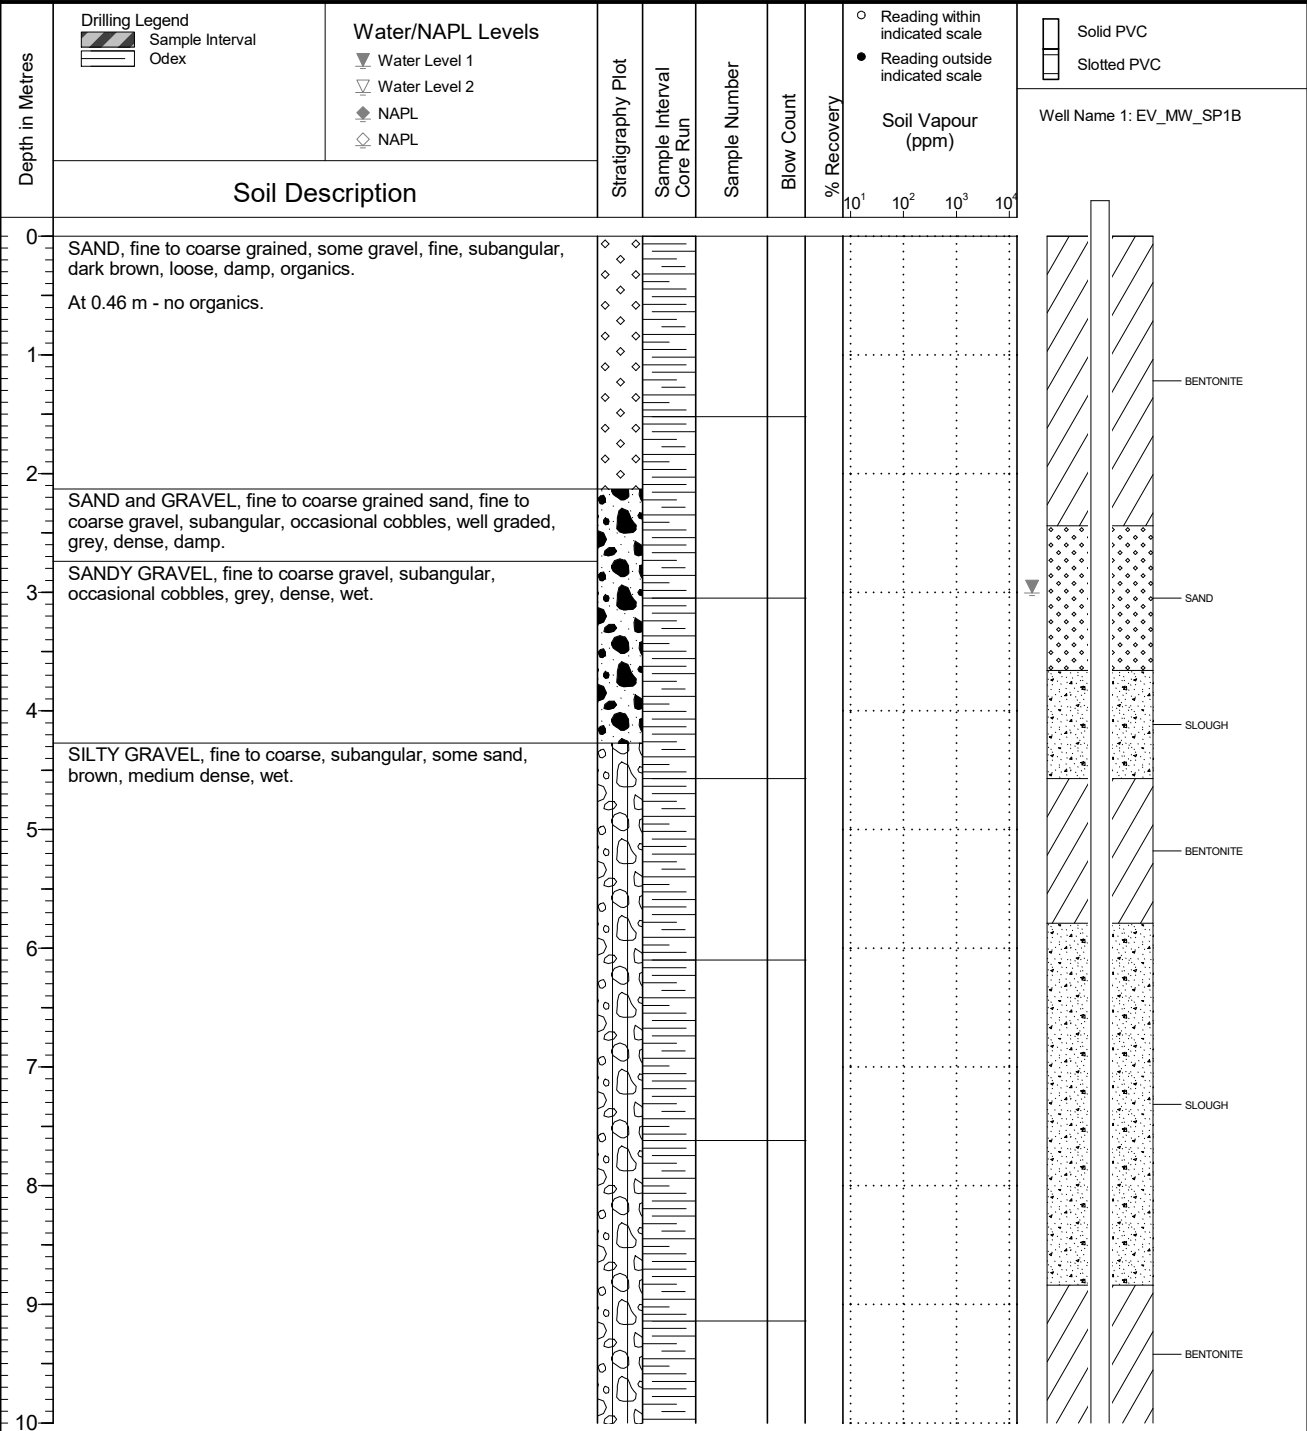 Depth in Metres
Drilling Legend
Sample Interval
Odex
Water/NAPL Levels
Water Level 1
Water Level 2
NAPL
NAPL
Soil Description
Stratigraphy Plot
Sample Interval
Core Run
Sample Number
Blow Count
% Recovery
Reading within
indicated scale
Reading outside
indicated scale
Soil Vapour
(ppm)
10¹ 10² 10³ 10⁴
Solid PVC
Slotted PVC
Well Name 1: EV_MW_SP1B
0
SAND, fine to coarse grained, some gravel, fine, subangular,
dark brown, loose, damp, organics.
At 0.46 m - no organics.
1
BENTONITE
2
SAND and GRAVEL, fine to coarse grained sand, fine to
coarse gravel, subangular, occasional cobbles, well graded,
grey, dense, damp.
SANDY GRAVEL, fine to coarse gravel, subangular,
occasional cobbles, grey, dense, wet.
3
SAND
4
SLOUGH
SILTY GRAVEL, fine to coarse, subangular, some sand,
brown, medium dense, wet.
5
BENTONITE
6
7
SLOUGH
8
9
BENTONITE
10